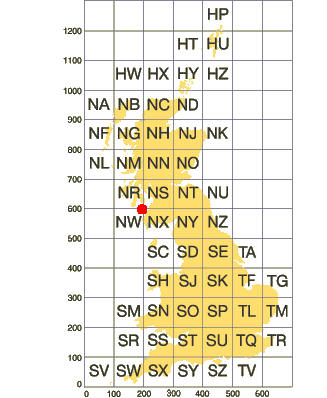 HP
1200
HT HU
1100
HW HX HY HZ
1000
NA NB NC ND
900
NF NG NH NJ NK
800
NL NM NN NO
700
NR NS NT NU
600
NW NX NY NZ
500
SC SD SE TA
400
SH SJ SK TF TG
300
SM SN SO SP TL TM
200
SR SS ST SU TQ TR
100
SV SW SX SY SZ TV
0
0 100 200 300 400 500 600